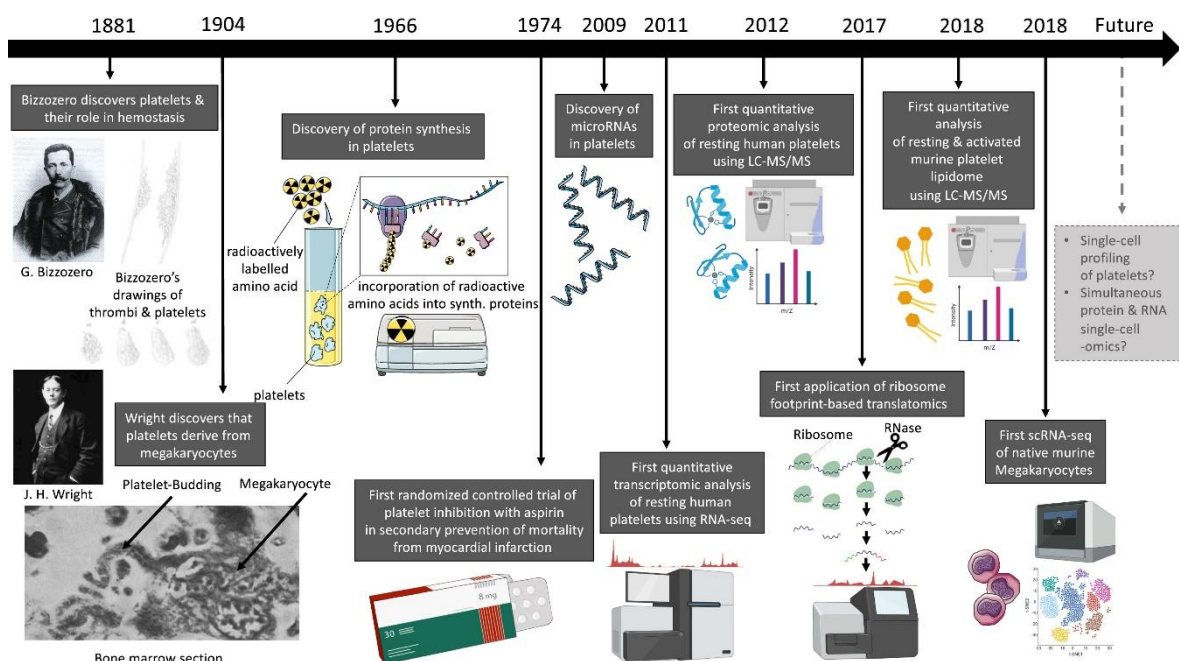 1881
1904
1966
1974
2009
2011
2012
2017
2018
2018
Future
Bizzozero discovers platelets &
their role in hemostasis
G. Bizzozero
Bizzozero's
drawings of
thrombi & platelets
J. H. Wright
Wright discovers that
platelets derive from
megakaryocytes
Platelet-Budding
Megakaryocyte
Bone marrow section
Discovery of protein synthesis
in platelets
radioactively
labelled
amino acid
incorporation of radioactive
amino acids into synth. proteins
platelets
First randomized controlled trial of
platelet inhibition with aspirin
in secondary prevention of mortality
from myocardial infarction
8 mg
30
Discovery of
microRNAs
in platelets
First quantitative
transcriptomic analysis
of resting human
platelets using RNA-seq
First quantitative
proteomic analysis
of resting human platelets
using LC-MS/MS
Intensity
m/Z
First application of ribosome
footprint-based translatomics
Ribosome
RNase
First quantitative
analysis
of resting & activated
murine platelet
lipidome
using LC-MS/MS
Intensity
m/Z
First scRNA-seq
of native murine
Megakaryocytes
t-SNE2
t-SNE1
• Single-cell
profiling
of platelets?
• Simultaneous
protein & RNA
single-cell
-omics?